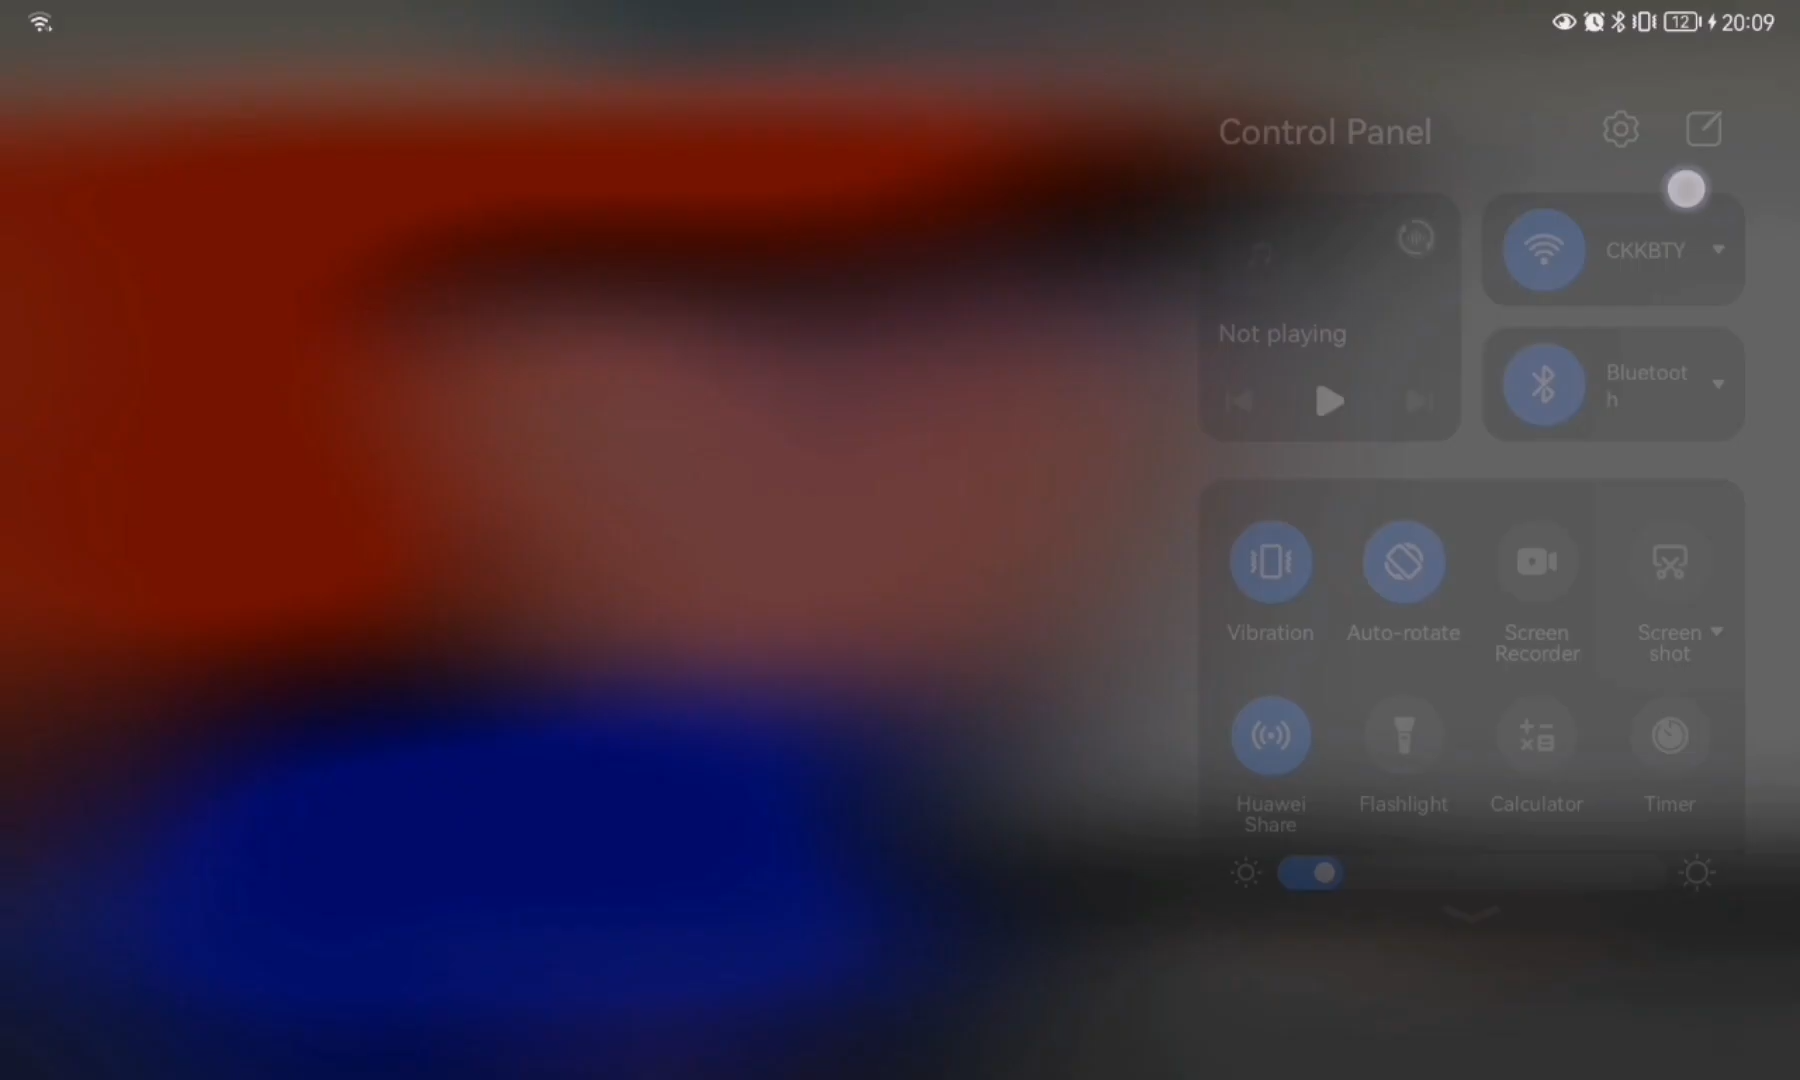 12 20:09
Control Panel
CKKBTY
Not playing
Bluetoot
h
Vibration Auto-rotate Screen Screen
Recorder shot
Huawei Flashlight Calculator Timer
Share